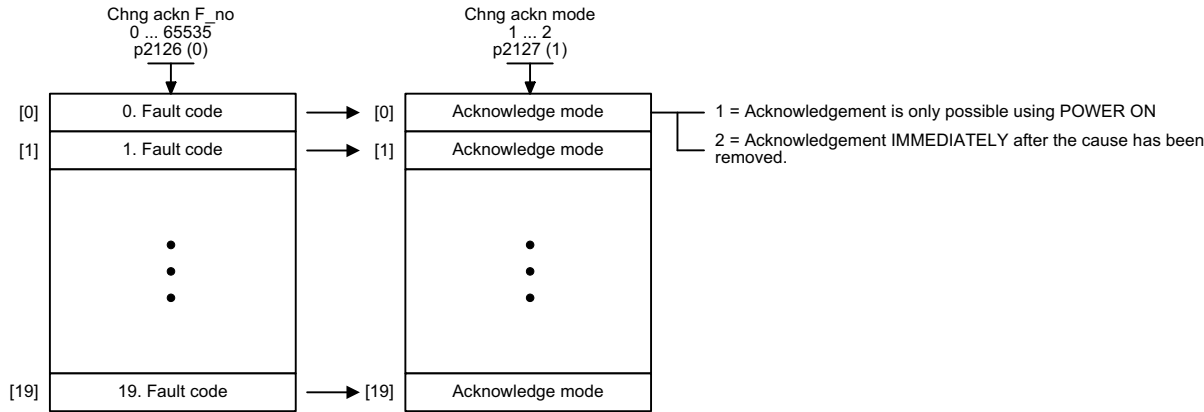 Chng ackn F_no
0 ... 65535
p2126 (0)
Chng ackn mode
1 ... 2
p2127 (1)
[0] 0. Fault code [0] Acknowledge mode 1 = Acknowledgement is only possible using POWER ON
2 = Acknowledgement IMMEDIATELY after the cause has been
removed.
[1] 1. Fault code [1] Acknowledge mode
[19] 19. Fault code [19] Acknowledge mode